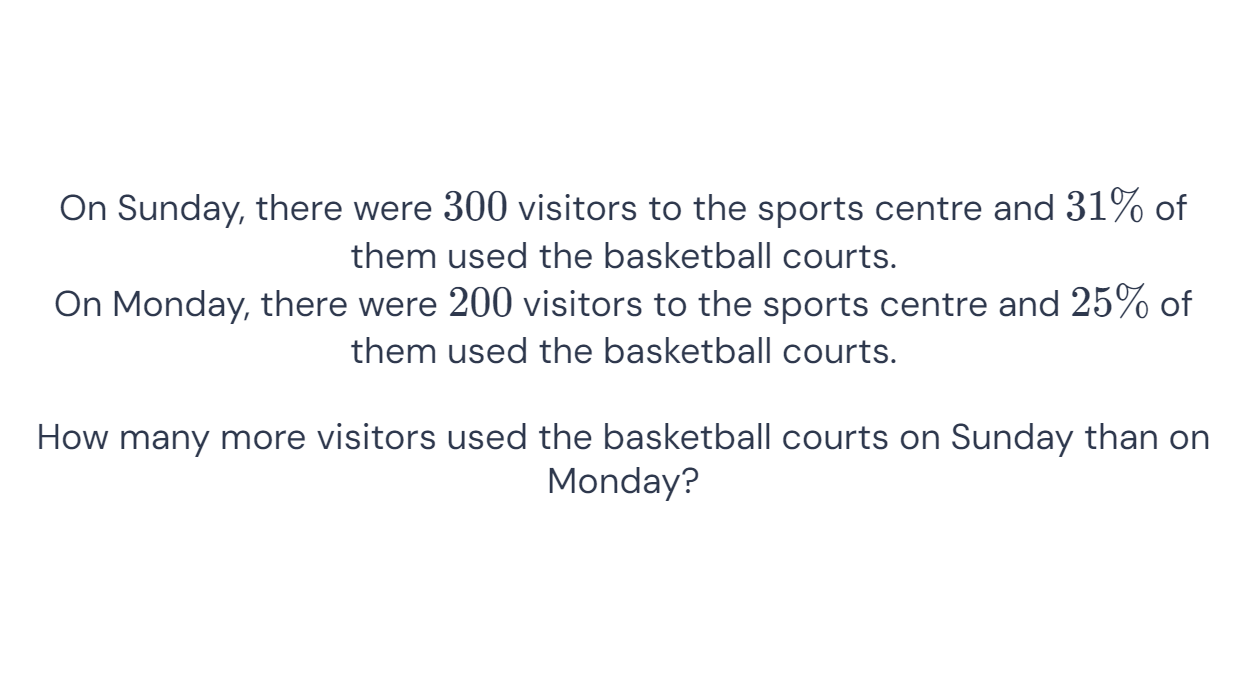 On Sunday, there were 300 visitors to the sports centre and 31% of
them used the basketball courts.
On Monday, there were 200 visitors to the sports centre and 25% of
them used the basketball courts.
How many more visitors used the basketball courts on Sunday than on
Monday?